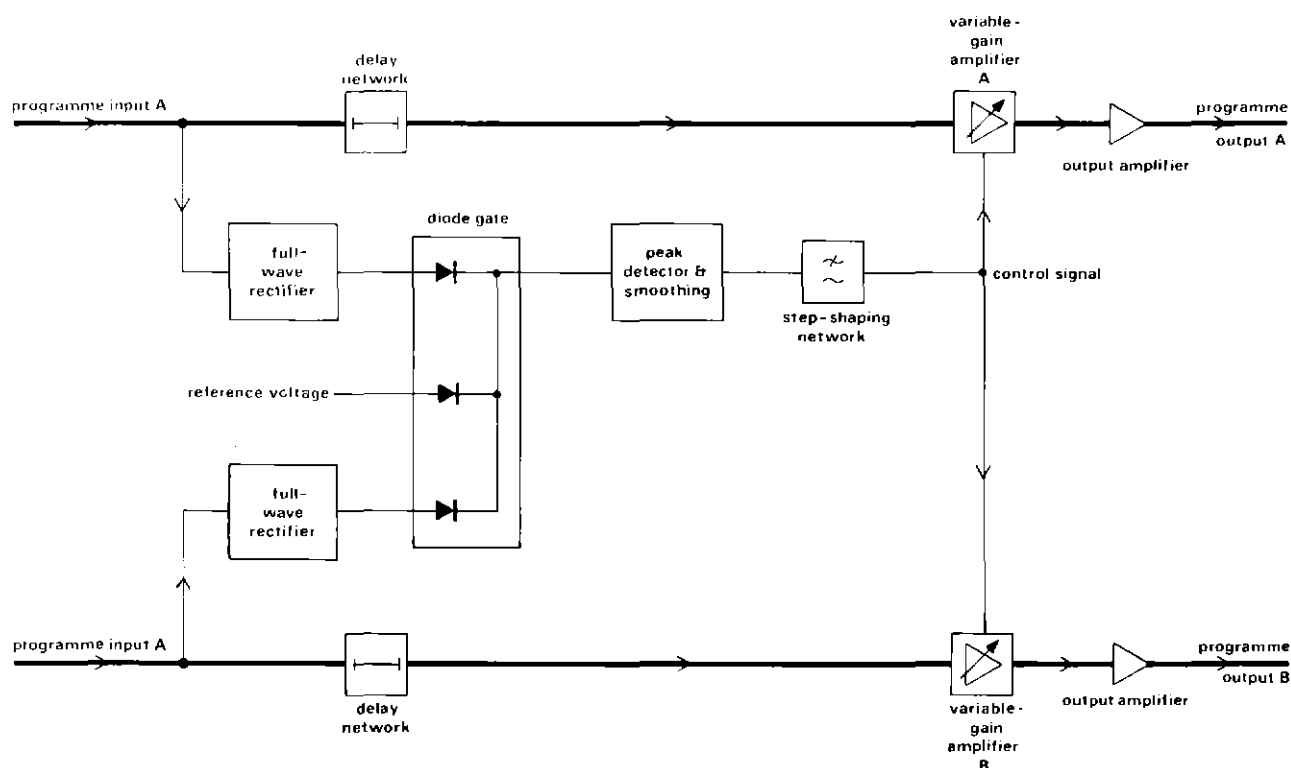 variable-
gain
amplifier
A
delay
network
programme input A
programme
output A
output amplifier
diode gate
full-
wave
rectifier
peak
detector &
smoothing
control signal
step-shaping
network
reference voltage
full-
wave
rectifier
programme input A
programme
output B
output amplifier
delay
network
variable-
gain
amplifier
B